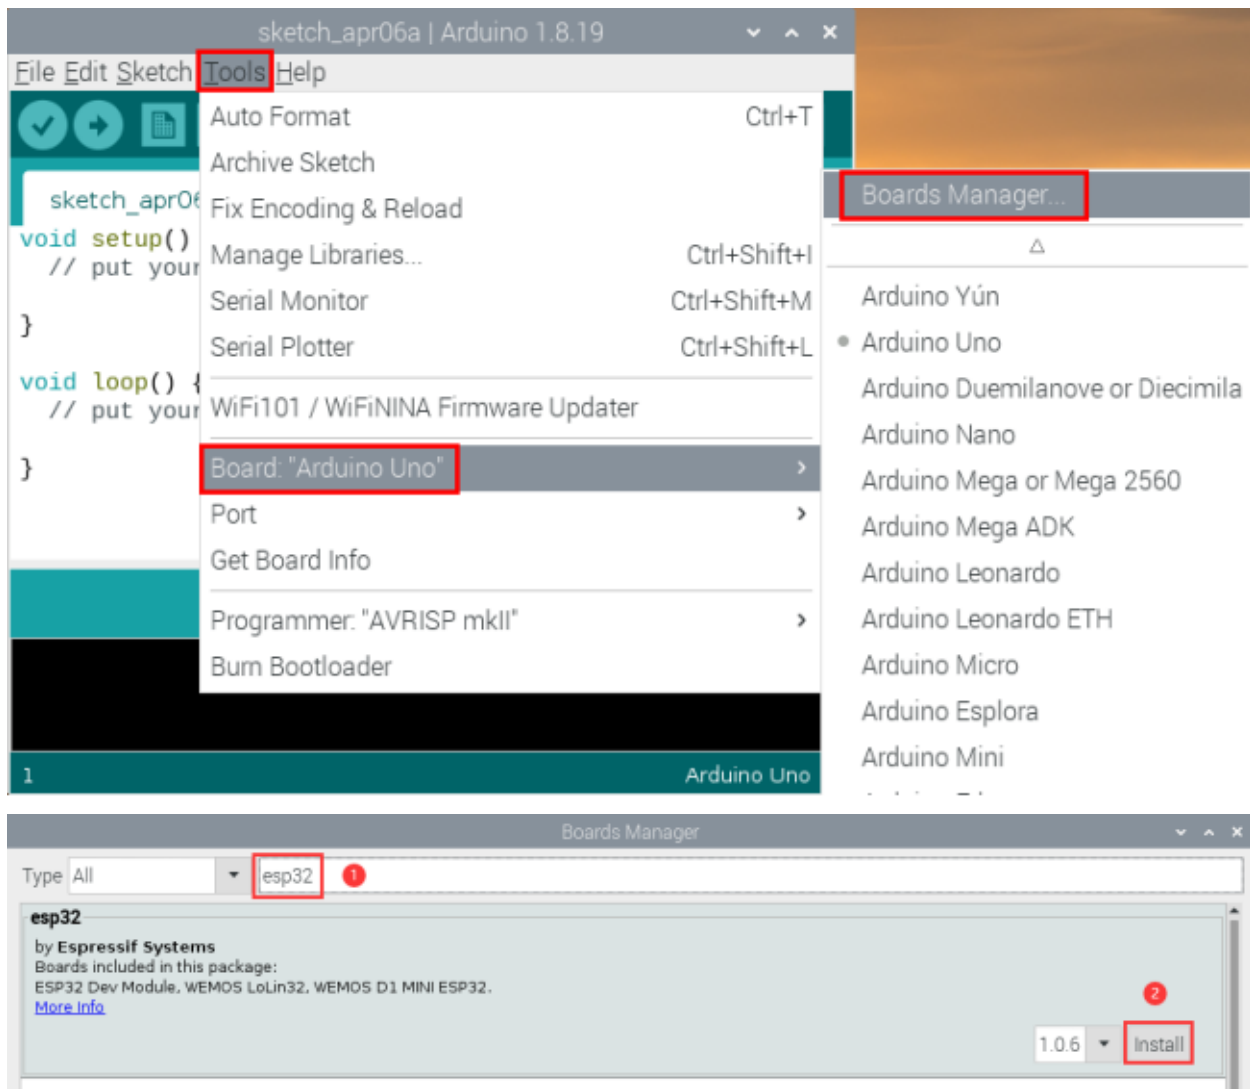 sketch_apr06a | Arduino 1.8.19
File Edit Sketch Tools Help
Auto Format Ctrl+T
Archive Sketch
sketch_apr06
Fix Encoding & Reload
Boards Manager...
void setup()
// put your
Manage Libraries... Ctrl+Shift+I
Serial Monitor Ctrl+Shift+M
Arduino Yún
}
Serial Plotter Ctrl+Shift+L
Arduino Uno
void loop() {
Arduino Duemilanove or Diecimila
// put your
WiFi101 / WiFiNINA Firmware Updater
Arduino Nano
}
Board: "Arduino Uno"
Arduino Mega or Mega 2560
Port
Arduino Mega ADK
Get Board Info
Arduino Leonardo
Programmer: "AVRISP mkII"
Arduino Leonardo ETH
Burn Bootloader
Arduino Micro
Arduino Esplora
Arduino Mini
1 Arduino Uno
Boards Manager
Type All esp32 1
esp32
by Espressif Systems
Boards included in this package:
ESP32 Dev Module, WEMOS LoLin32, WEMOS D1 MINI ESP32.
More Info
2
1.0.6 Install